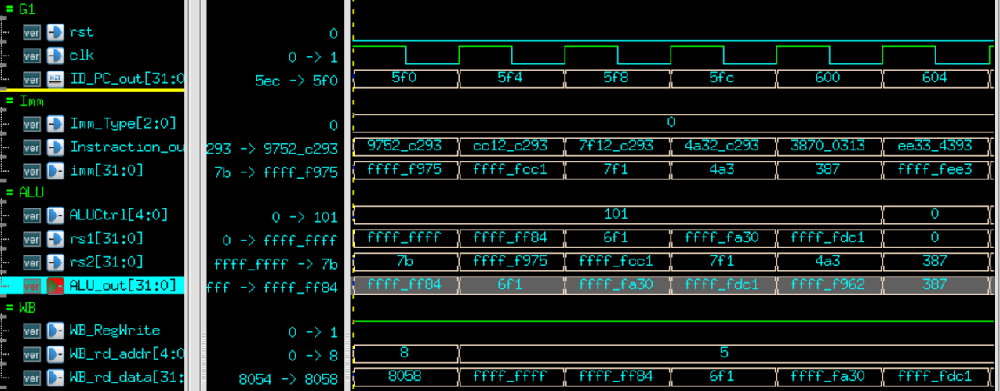 = G1
ver rst 0
ver clk 0 -> 1
ver ID_PC_out[31:0 5ec -> 5f0 5f0 5f4 5f8 5fc 600 604
= Imm
ver Imm_Type[2:0] 0 0
ver Instraction_ou 293 -> 9752_c293 9752_c293 cc12_c293 7f12_c293 4a32_c293 3870_0313 ee33_4393
ver imm[31:0] 7b -> ffff_f975 ffff_f975 ffff_fcc1 7f1 4a3 387 ffff_fee3
= ALU
ver ALUCtrl[4:0] 0 -> 101 101 0
ver rs1[31:0] 0 -> ffff_ffff ffff_ffff ffff_ff84 6f1 ffff_fa30 ffff_fdc1 0
ver rs2[31:0] ffff_ffff -> 7b 7b ffff_f975 ffff_fcc1 7f1 4a3 387
ver ALU_out[31:0] fff -> ffff_ff84 ffff_ff84 6f1 ffff_fa30 ffff_fdc1 ffff_f962 387
= WB
ver WB_RegWrite 0 -> 1
ver WB_rd_addr[4:0 0 -> 8 8 5
ver WB_rd_data[31: 8054 -> 8058 8058 ffff_ffff ffff_ff84 6f1 ffff_fa30 ffff_fdc1